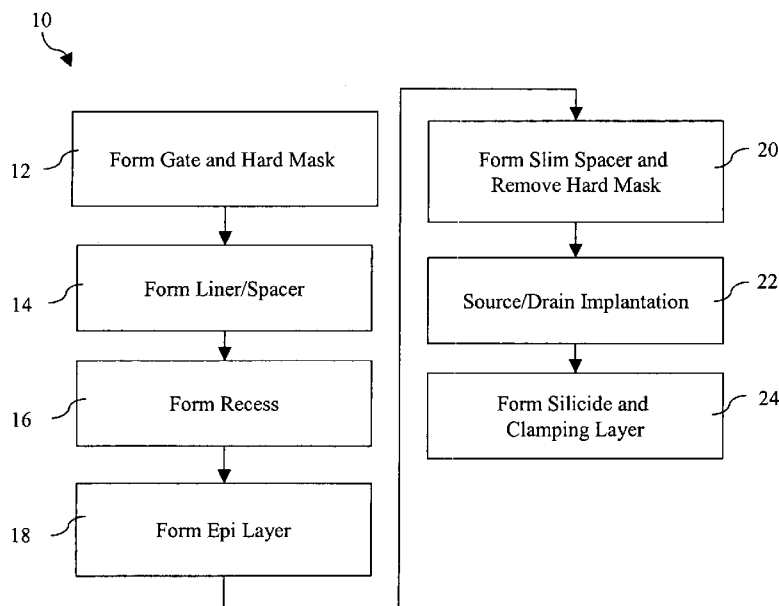 10
12
Form Gate and Hard Mask
14
Form Liner/Spacer
16
Form Recess
18
Form Epi Layer
20
Form Slim Spacer and
Remove Hard Mask
22
Source/Drain Implantation
24
Form Silicide and
Clamping Layer